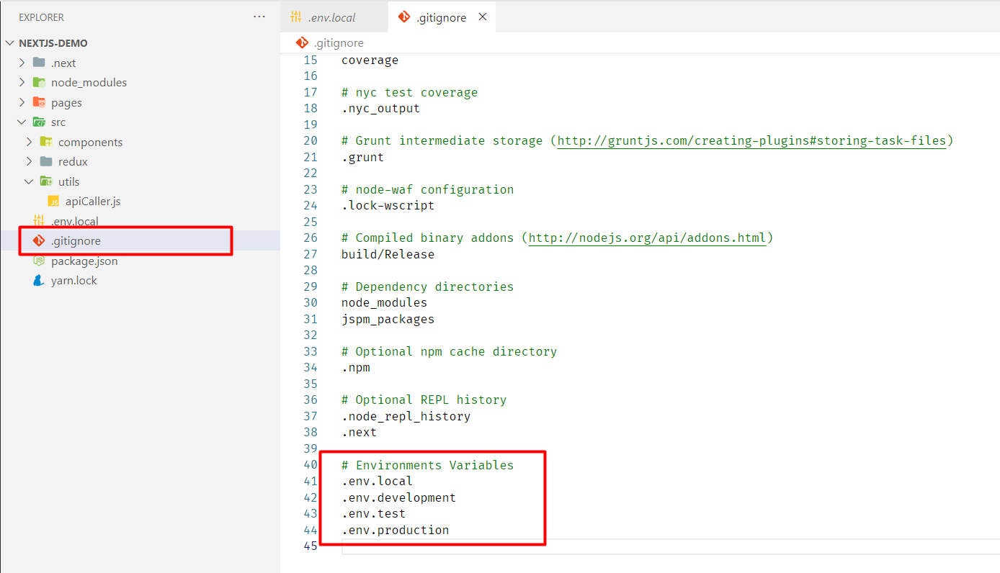 EXPLORER
...
NEXTJS-DEMO
.next
node_modules
pages
src
components
redux
utils
JS apiCaller.js
.env.local
.gitignore
JS package.json
yarn.lock
.env.local
.gitignore
.gitignore
15 coverage
16
17 # nyc test coverage
18 .nyc_output
19
20 # Grunt intermediate storage (http://gruntjs.com/creating-plugins#storing-task-files)
21 .grunt
22
23 # node-waf configuration
24 .lock-wscript
25
26 # Compiled binary addons (http://nodejs.org/api/addons.html)
27 build/Release
28
29 # Dependency directories
30 node_modules
31 jspm_packages
32
33 # Optional npm cache directory
34 .npm
35
36 # Optional REPL history
37 .node_repl_history
38 .next
39
40 # Environments Variables
41 .env.local
42 .env.development
43 .env.test
44 .env.production
45